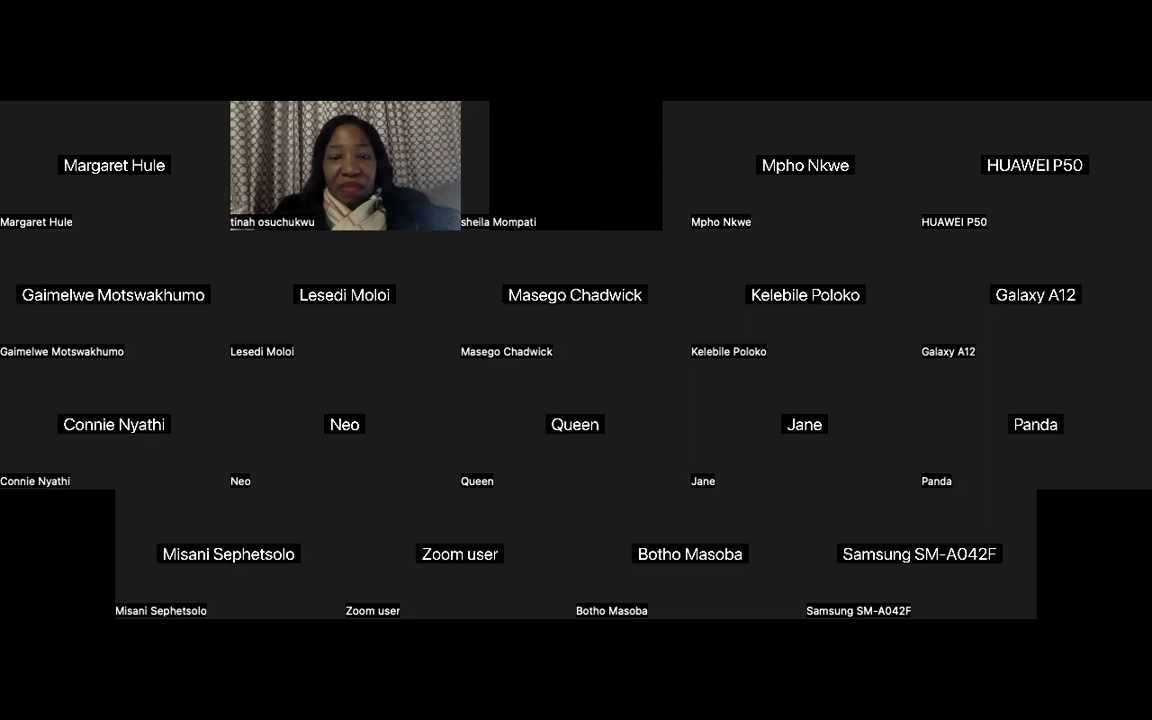 Margaret Hule
Mpho Nkwe
HUAWEI P50
Margaret Hule
tinah osuchukwu
sheila Mompati
Mpho Nkwe
HUAWEI P50
Gaimelwe Motswakhumo
Lesedi Moloi
Masego Chadwick
Kelebile Poloko
Galaxy A12
Gaimelwe Motswakhumo
Lesedi Moloi
Masego Chadwick
Kelebile Poloko
Galaxy A12
Connie Nyathi
Neo
Queen
Jane
Panda
Connie Nyathi
Neo
Queen
Jane
Panda
Misani Sephetsolo
Zoom user
Botho Masoba
Samsung SM-A042F
Misani Sephetsolo
Zoom user
Botho Masoba
Samsung SM-A042F